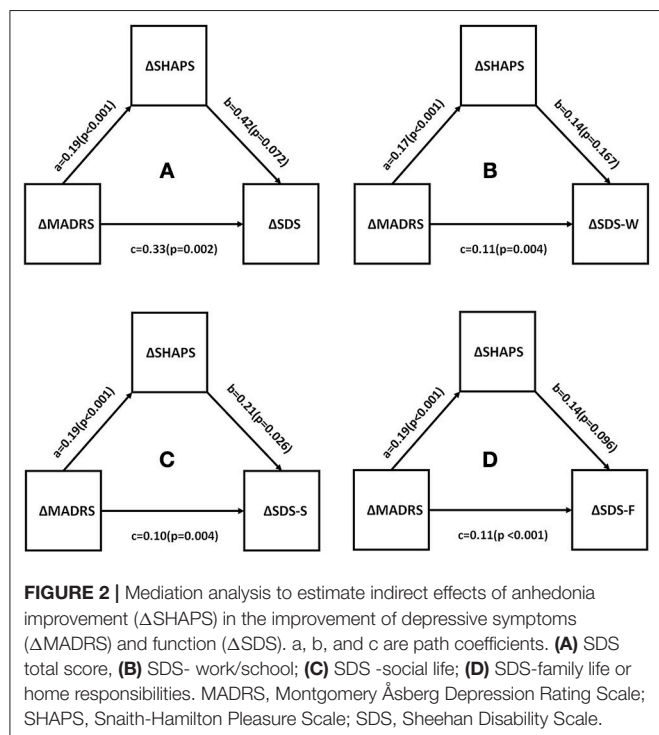 ΔSHAPS
a=0.19(p<0.001)
b=0.42(p=0.072)
A
ΔMADRS
ΔSDS
c=0.33(p=0.002)
ΔSHAPS
a=0.17(p<0.001)
b=0.14(p=0.167)
B
ΔMADRS
ΔSDS-W
c=0.11(p=0.004)
ΔSHAPS
a=0.19(p<0.001)
b=0.21(p=0.026)
C
ΔMADRS
ΔSDS-S
c=0.10(p=0.004)
ΔSHAPS
a=0.19(p<0.001)
b=0.14(p=0.096)
D
ΔMADRS
ΔSDS-F
c=0.11(p <0.001)
FIGURE 2 | Mediation analysis to estimate indirect effects of anhedonia
improvement (ΔSHAPS) in the improvement of depressive symptoms
(ΔMADRS) and function (ΔSDS). a, b, and c are path coefficients. (A) SDS
total score, (B) SDS- work/school; (C) SDS -social life; (D) SDS-family life or
home responsibilities. MADRS, Montgomery Åsberg Depression Rating Scale;
SHAPS, Snaith-Hamilton Pleasure Scale; SDS, Sheehan Disability Scale.